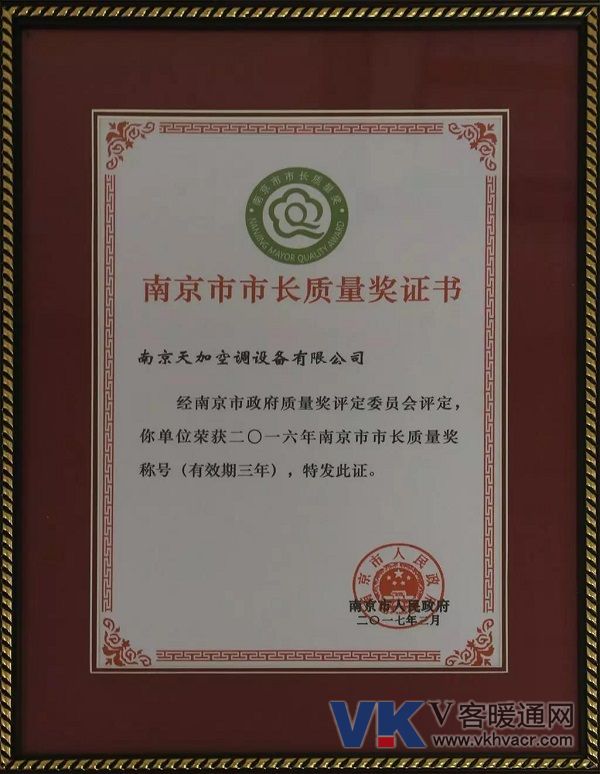 南京市市长质量奖
NANJING MAYOR QUALITY AWARD
南京市市长质量奖证书
南京天加空调设备有限公司
经南京市政府质量奖评定委员会评定，
你单位荣获二〇一六年南京市市长质量奖
称号（有效期三年），特发此证。
南京市人民政府
南京市人民政府
二〇一七年二月
VK V客暖通网
www.vkhvacr.com